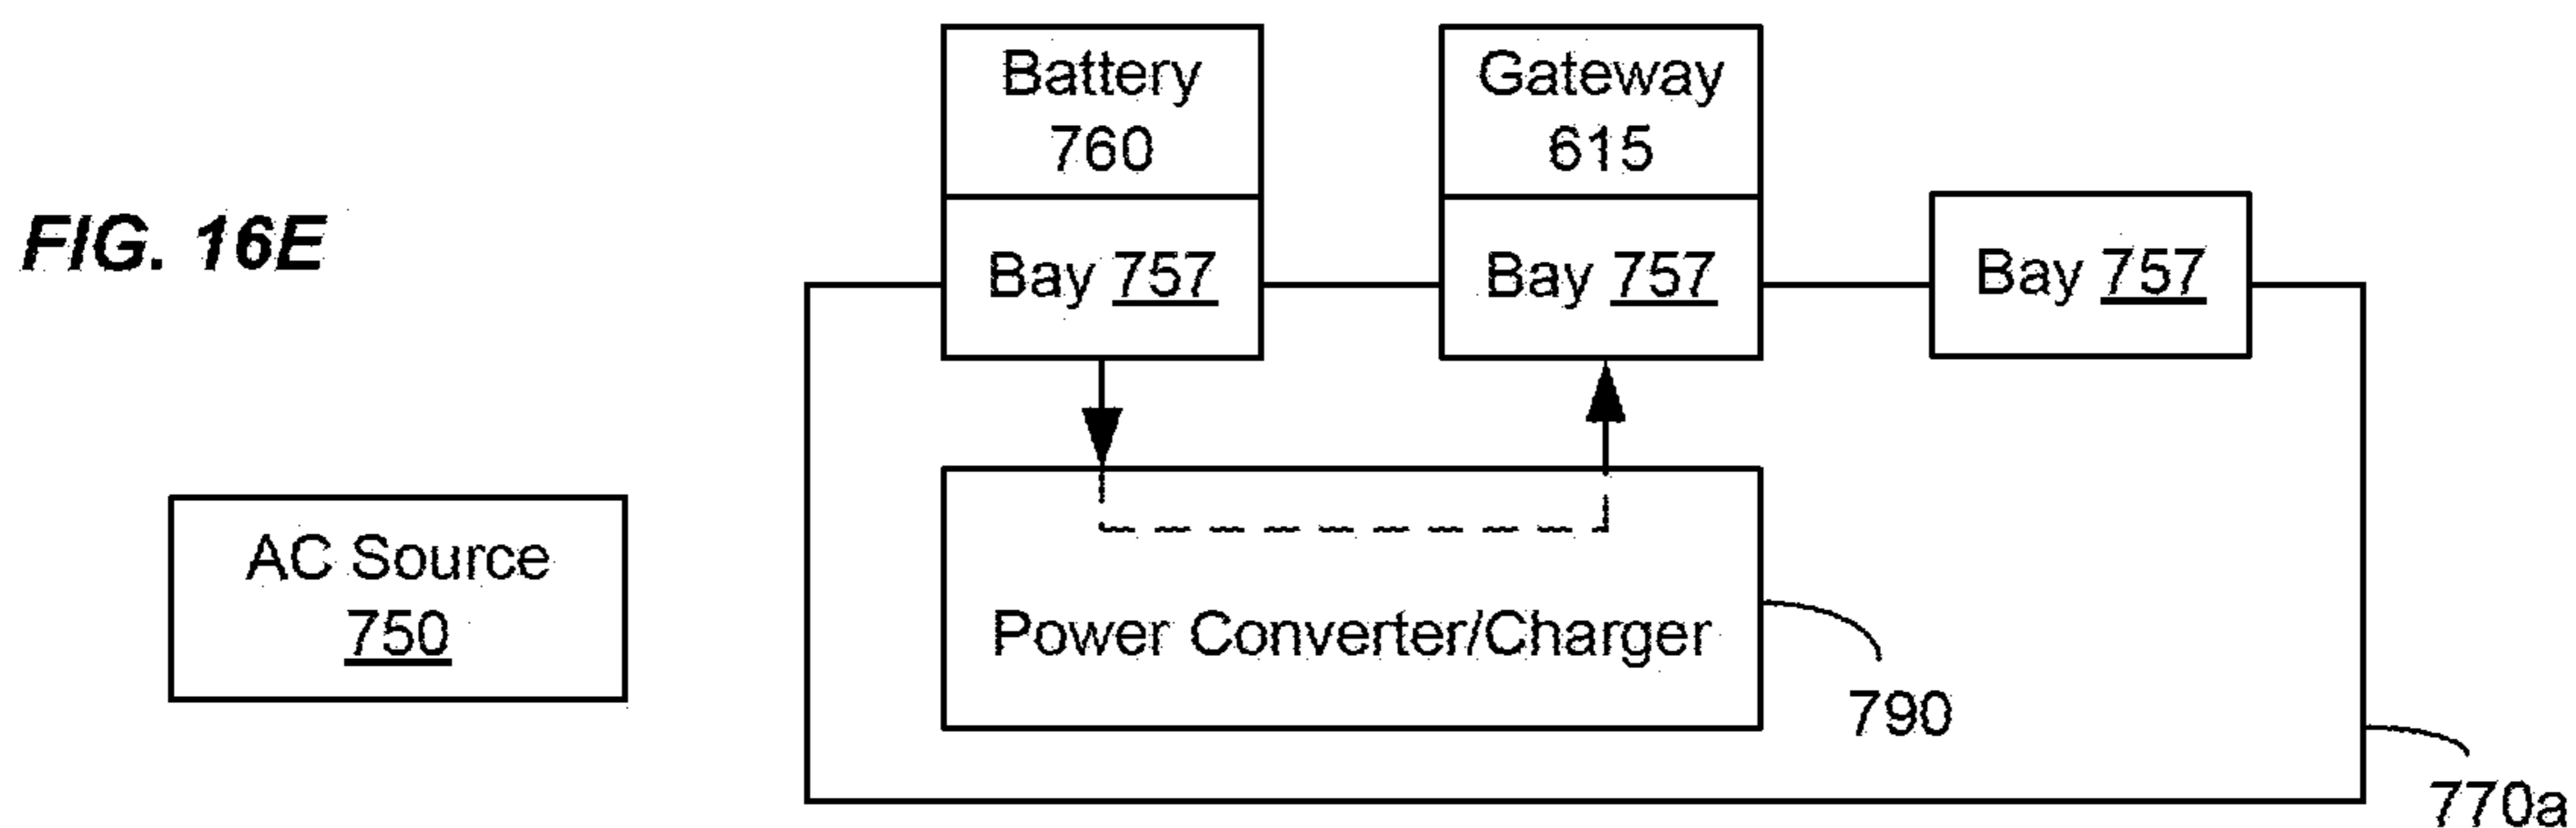 Battery
760
Gateway
615
FIG. 16E
Bay 757
Bay 757
Bay 757
AC Source
750
Power Converter/Charger
790
770a